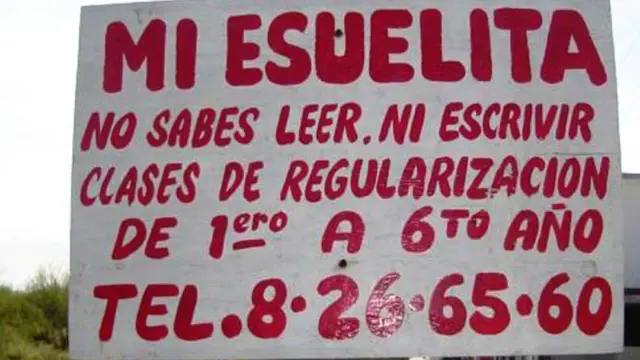 MI ESUELITA
NO SABES LEER. NI ESCRIVIR
CLASES DE REGULARIZACION
DE 1ero A 6TO AÑO
TEL. 8·26·65·60